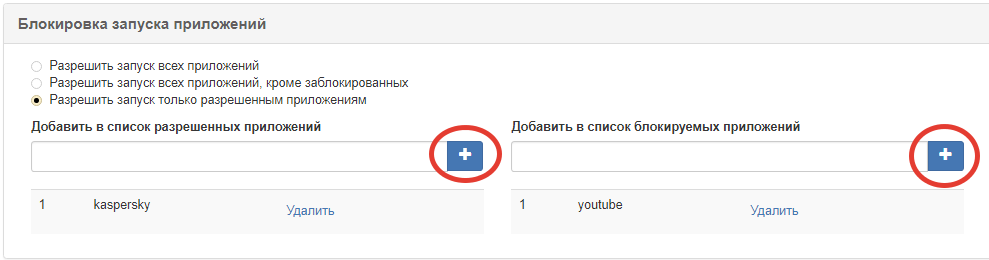 Блокировка запуска приложений
Разрешить запуск всех приложений
Разрешить запуск всех приложений, кроме заблокированных
Разрешить запуск только разрешенным приложениям
Добавить в список разрешенных приложений
Добавить в список блокируемых приложений
1 kaspersky Удалить
1 youtube Удалить